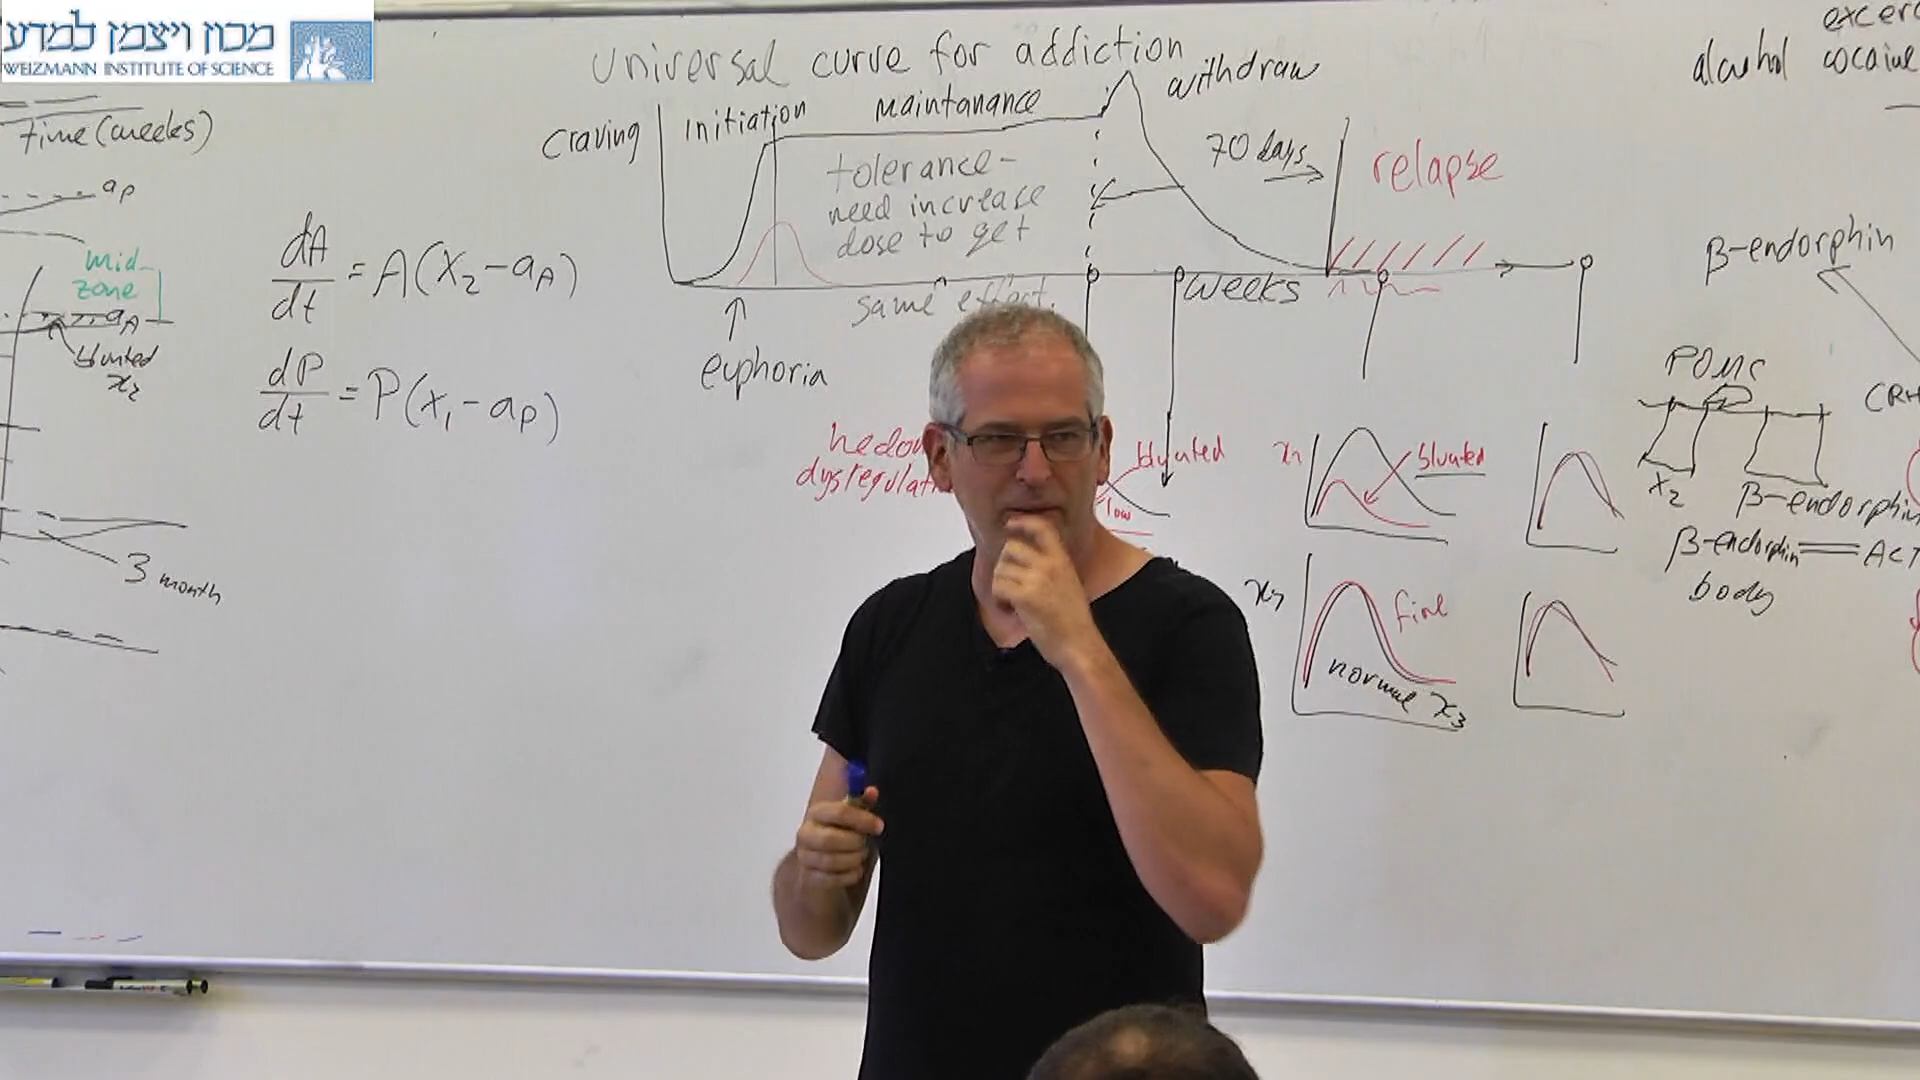 מכון ויצמן למדע
WEIZMANN INSTITUTE OF SCIENCE
universal curve for addiction
craving
initiation
maintanance
withdraw
tolerance-
need increase
dose to get
same effect.
euphoria
70 days
relapse
weeks
alcohol cocaine
time (weeks)
aP
mid-
zone
aA
blunted
x2
3 month
dA/dt = A(x2-aA)
dP/dt = P(x1-aP)
blunted
low
blunted
fine
normal x3
β-endorphin
POMC
x2
β-endorphin
β-endorphin
body